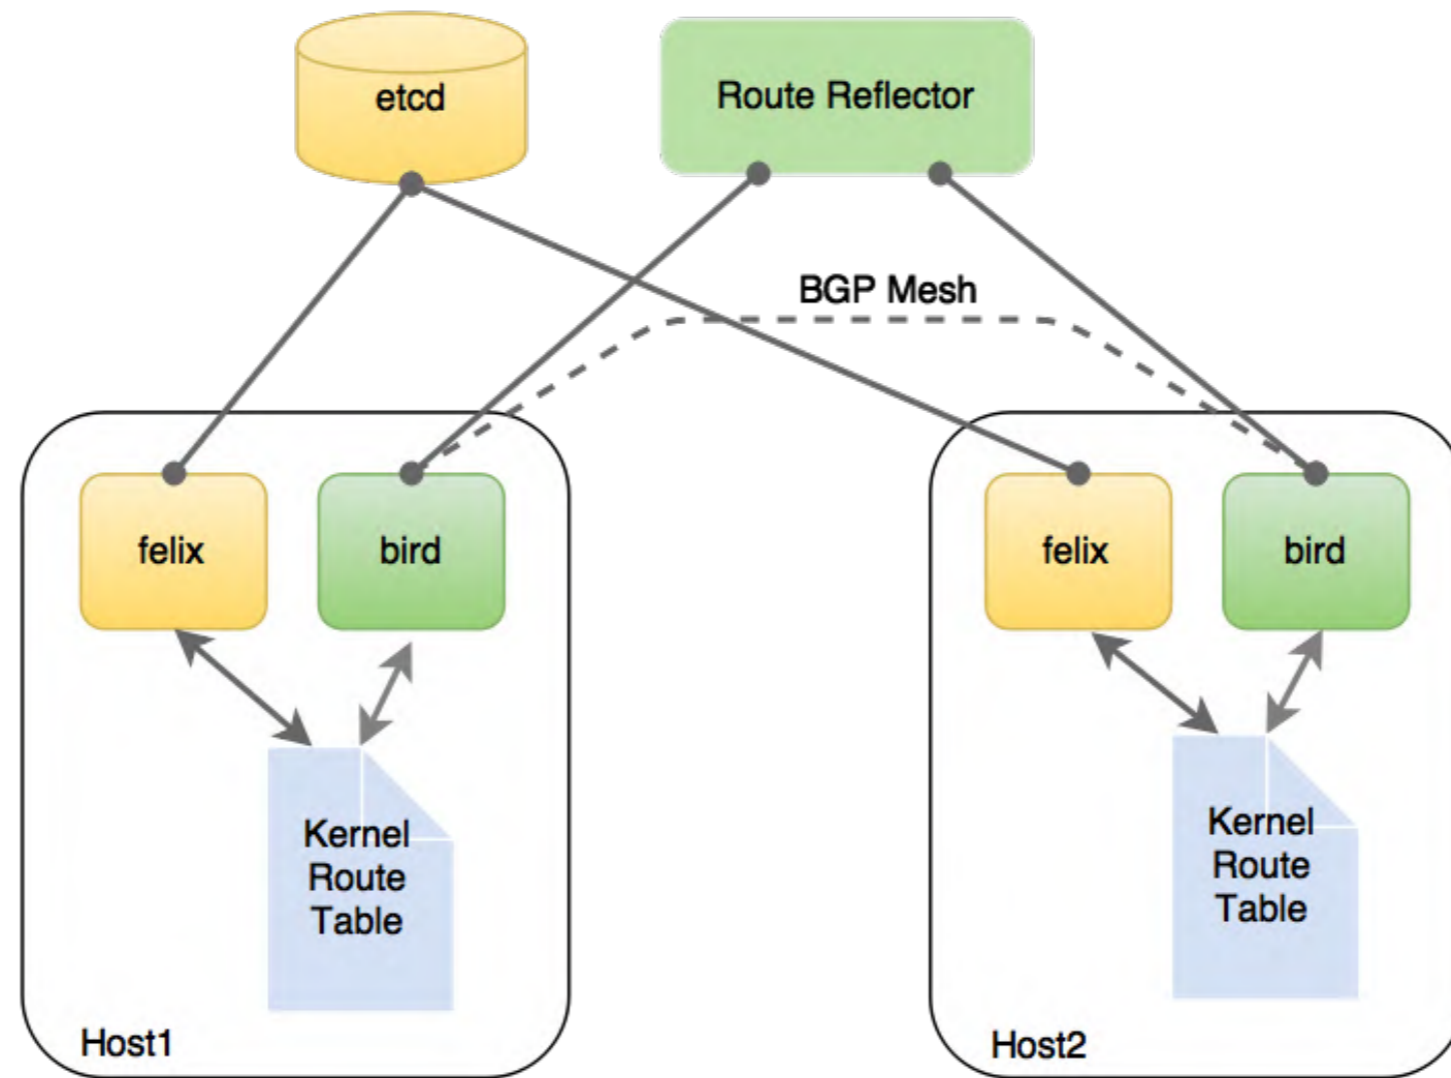 etcd
Route Reflector
BGP Mesh
felix
bird
Kernel
Route
Table
Host1
felix
bird
Kernel
Route
Table
Host2